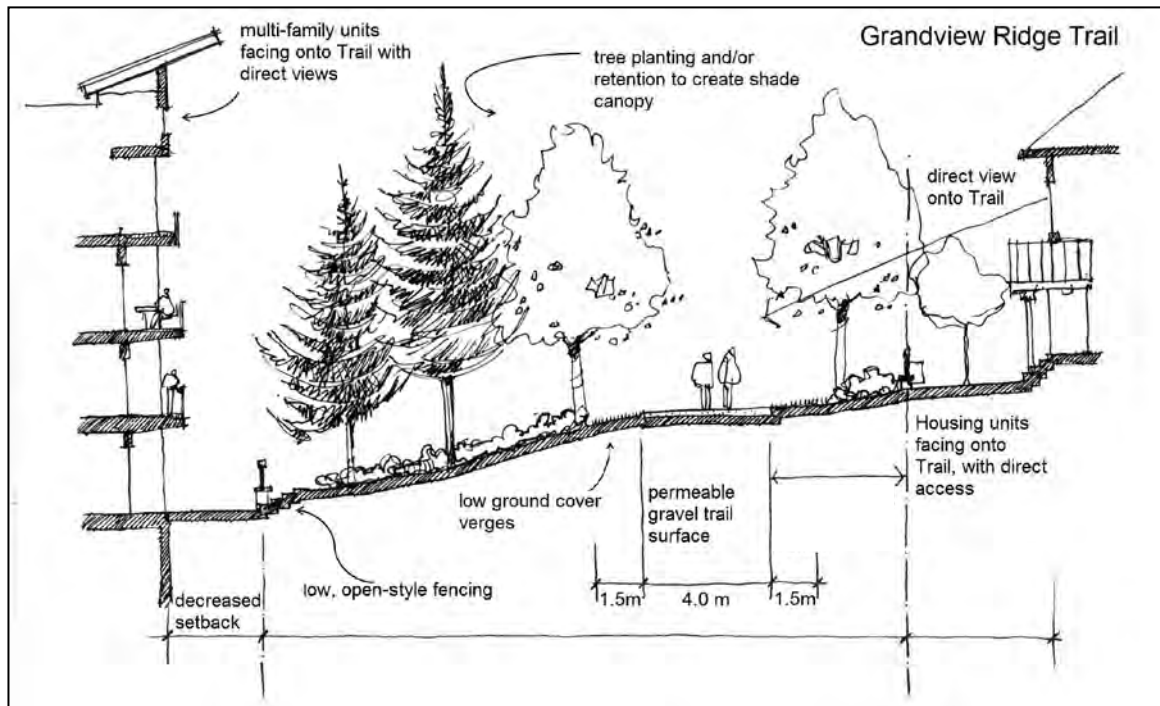 Grandview Ridge Trail
multi-family units
facing onto Trail with
direct views
tree planting and/or
retention to create shade
canopy
direct view
onto Trail
Housing units
facing onto
Trail, with direct
access
low ground cover
verges
permeable
gravel trail
surface
low, open-style fencing
1.5m
4.0 m
1.5m
decreased
setback